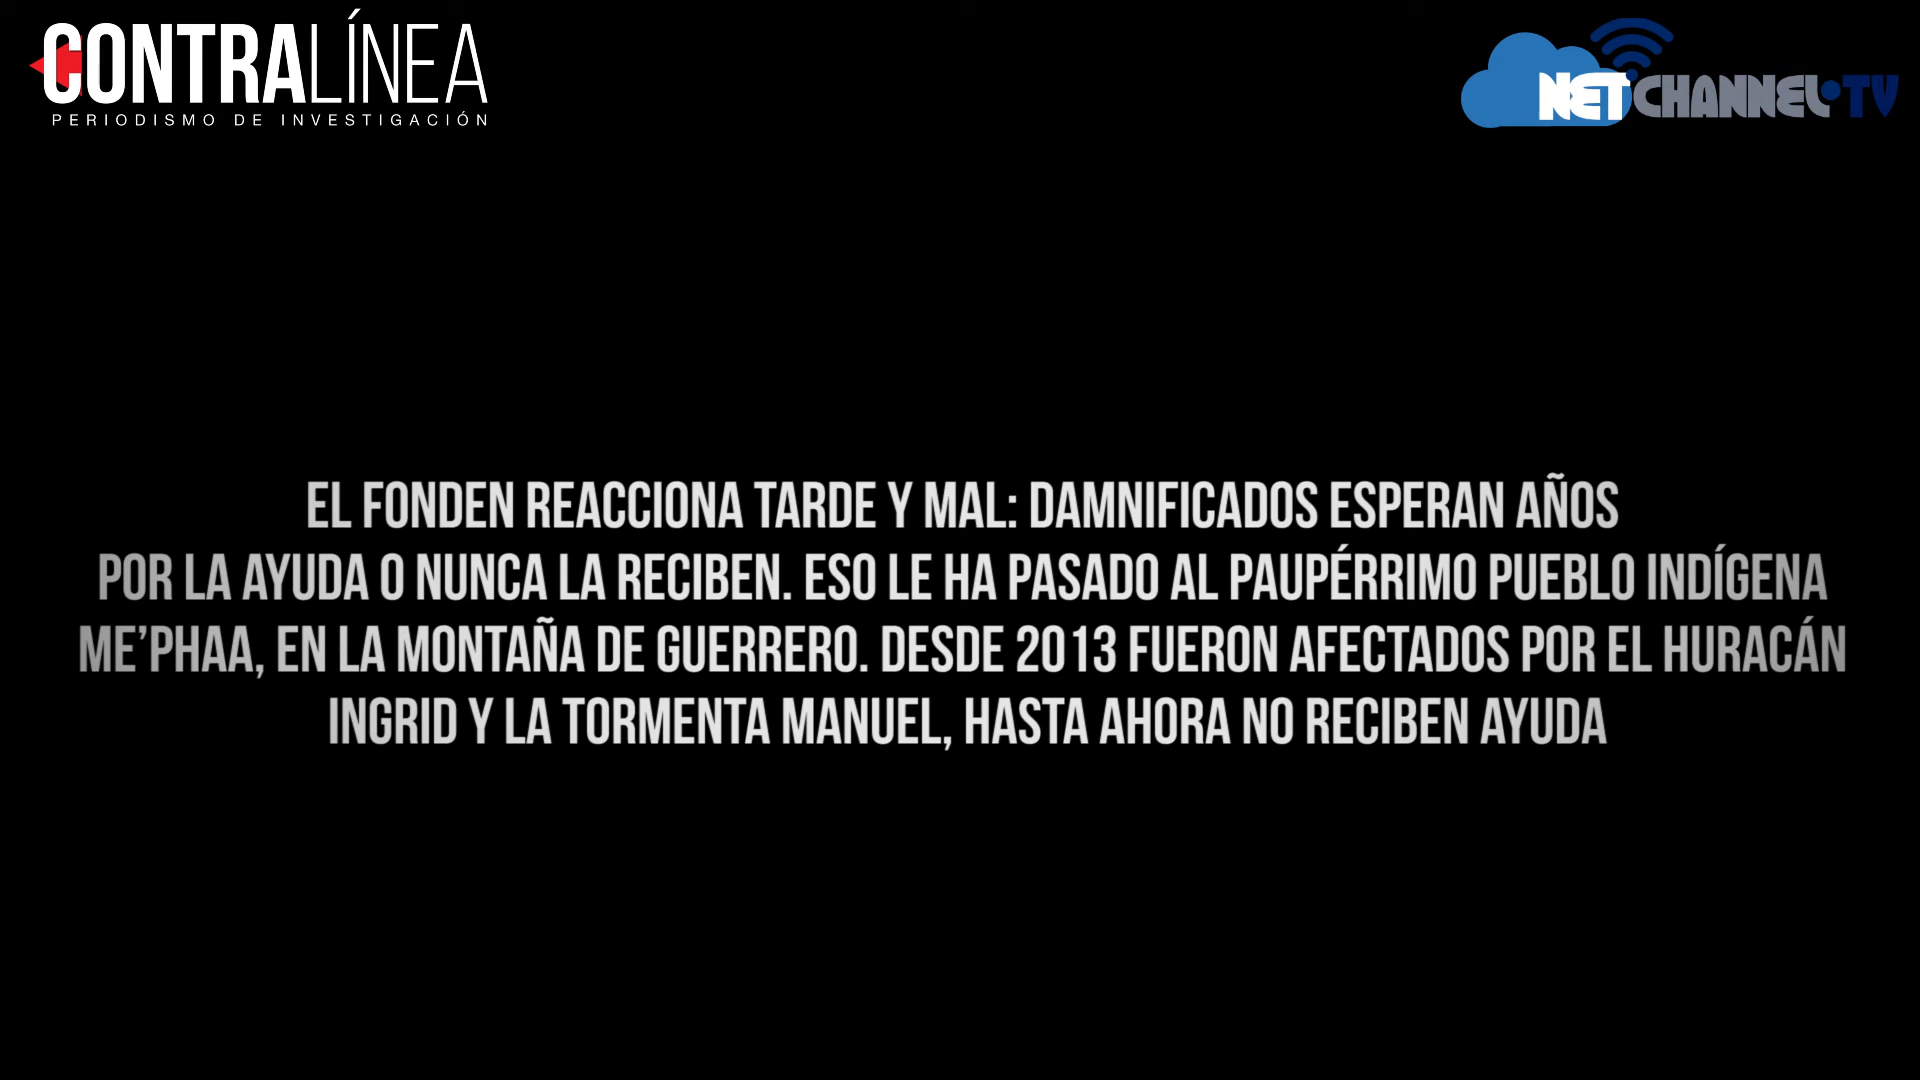 CONTRALÍNEA
PERIODISMO DE INVESTIGACIÓN
NETCHANNEL•TV
EL FONDEN REACCIONA TARDE Y MAL: DAMNIFICADOS ESPERAN AÑOS
POR LA AYUDA O NUNCA LA RECIBEN. ESO LE HA PASADO AL PAUPÉRRIMO PUEBLO INDÍGENA
ME’PHAA, EN LA MONTAÑA DE GUERRERO. DESDE 2013 FUERON AFECTADOS POR EL HURACÁN
INGRID Y LA TORMENTA MANUEL, HASTA AHORA NO RECIBEN AYUDA